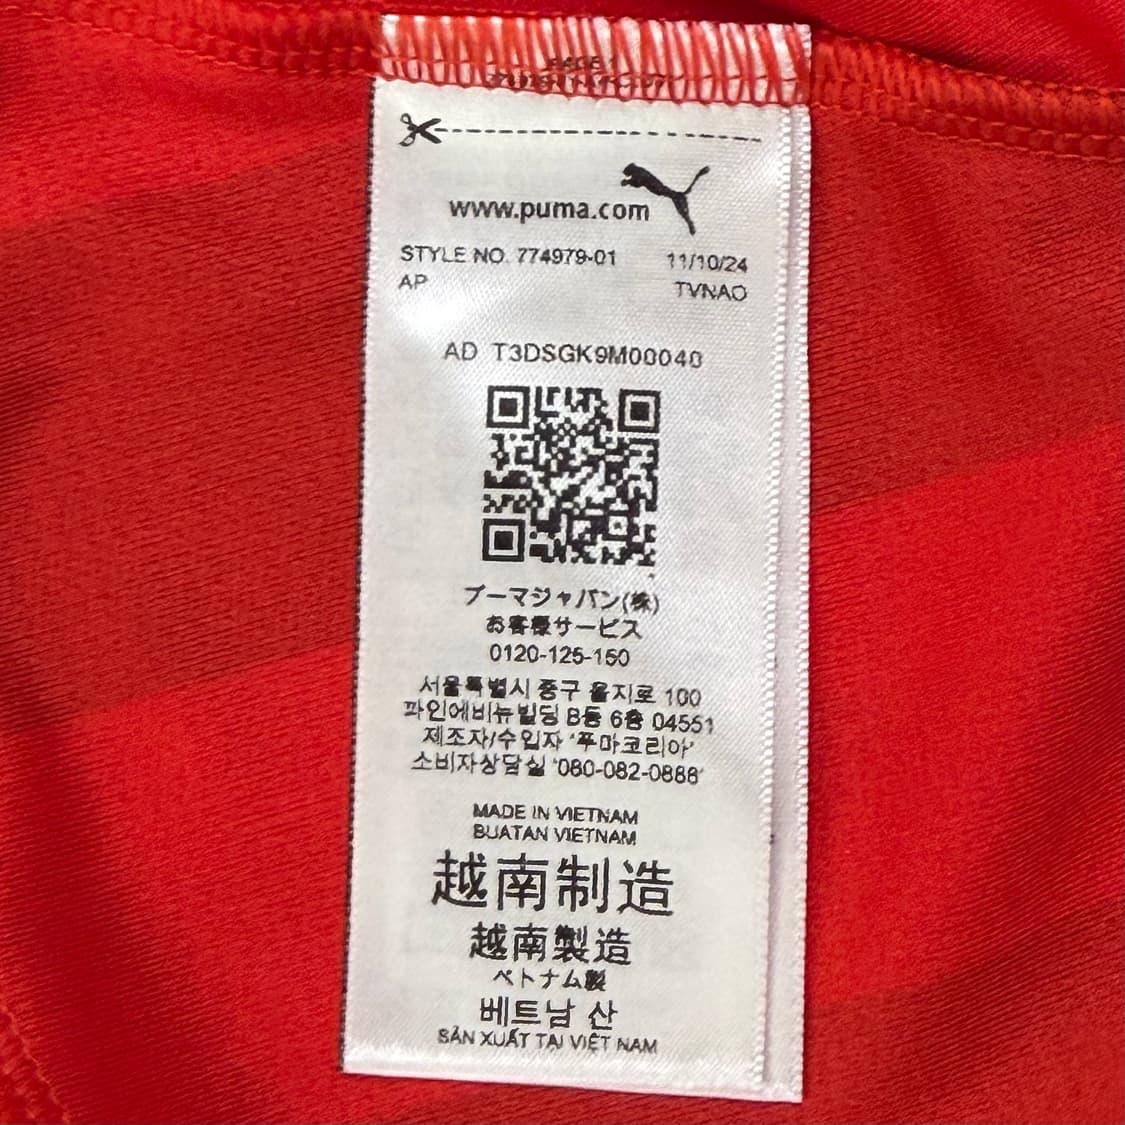 www.puma.com
STYLE NO. 774979-01 11/10/24
AP TVNAO
AD T3DSGK9M00040
プーマジャパン(株)
お客様サービス
0120-125-150
서울특별시 중구 을지로 100
파인에비뉴빌딩 B동 6층 04551
제조자/수입자 '푸마코리아'
소비자상담실 '080-082-0888'
MADE IN VIETNAM
BUATAN VIETNAM
越南制造
越南製造
ベトナム製
베트남 산
SẢN XUẤT TẠI VIỆT NAM